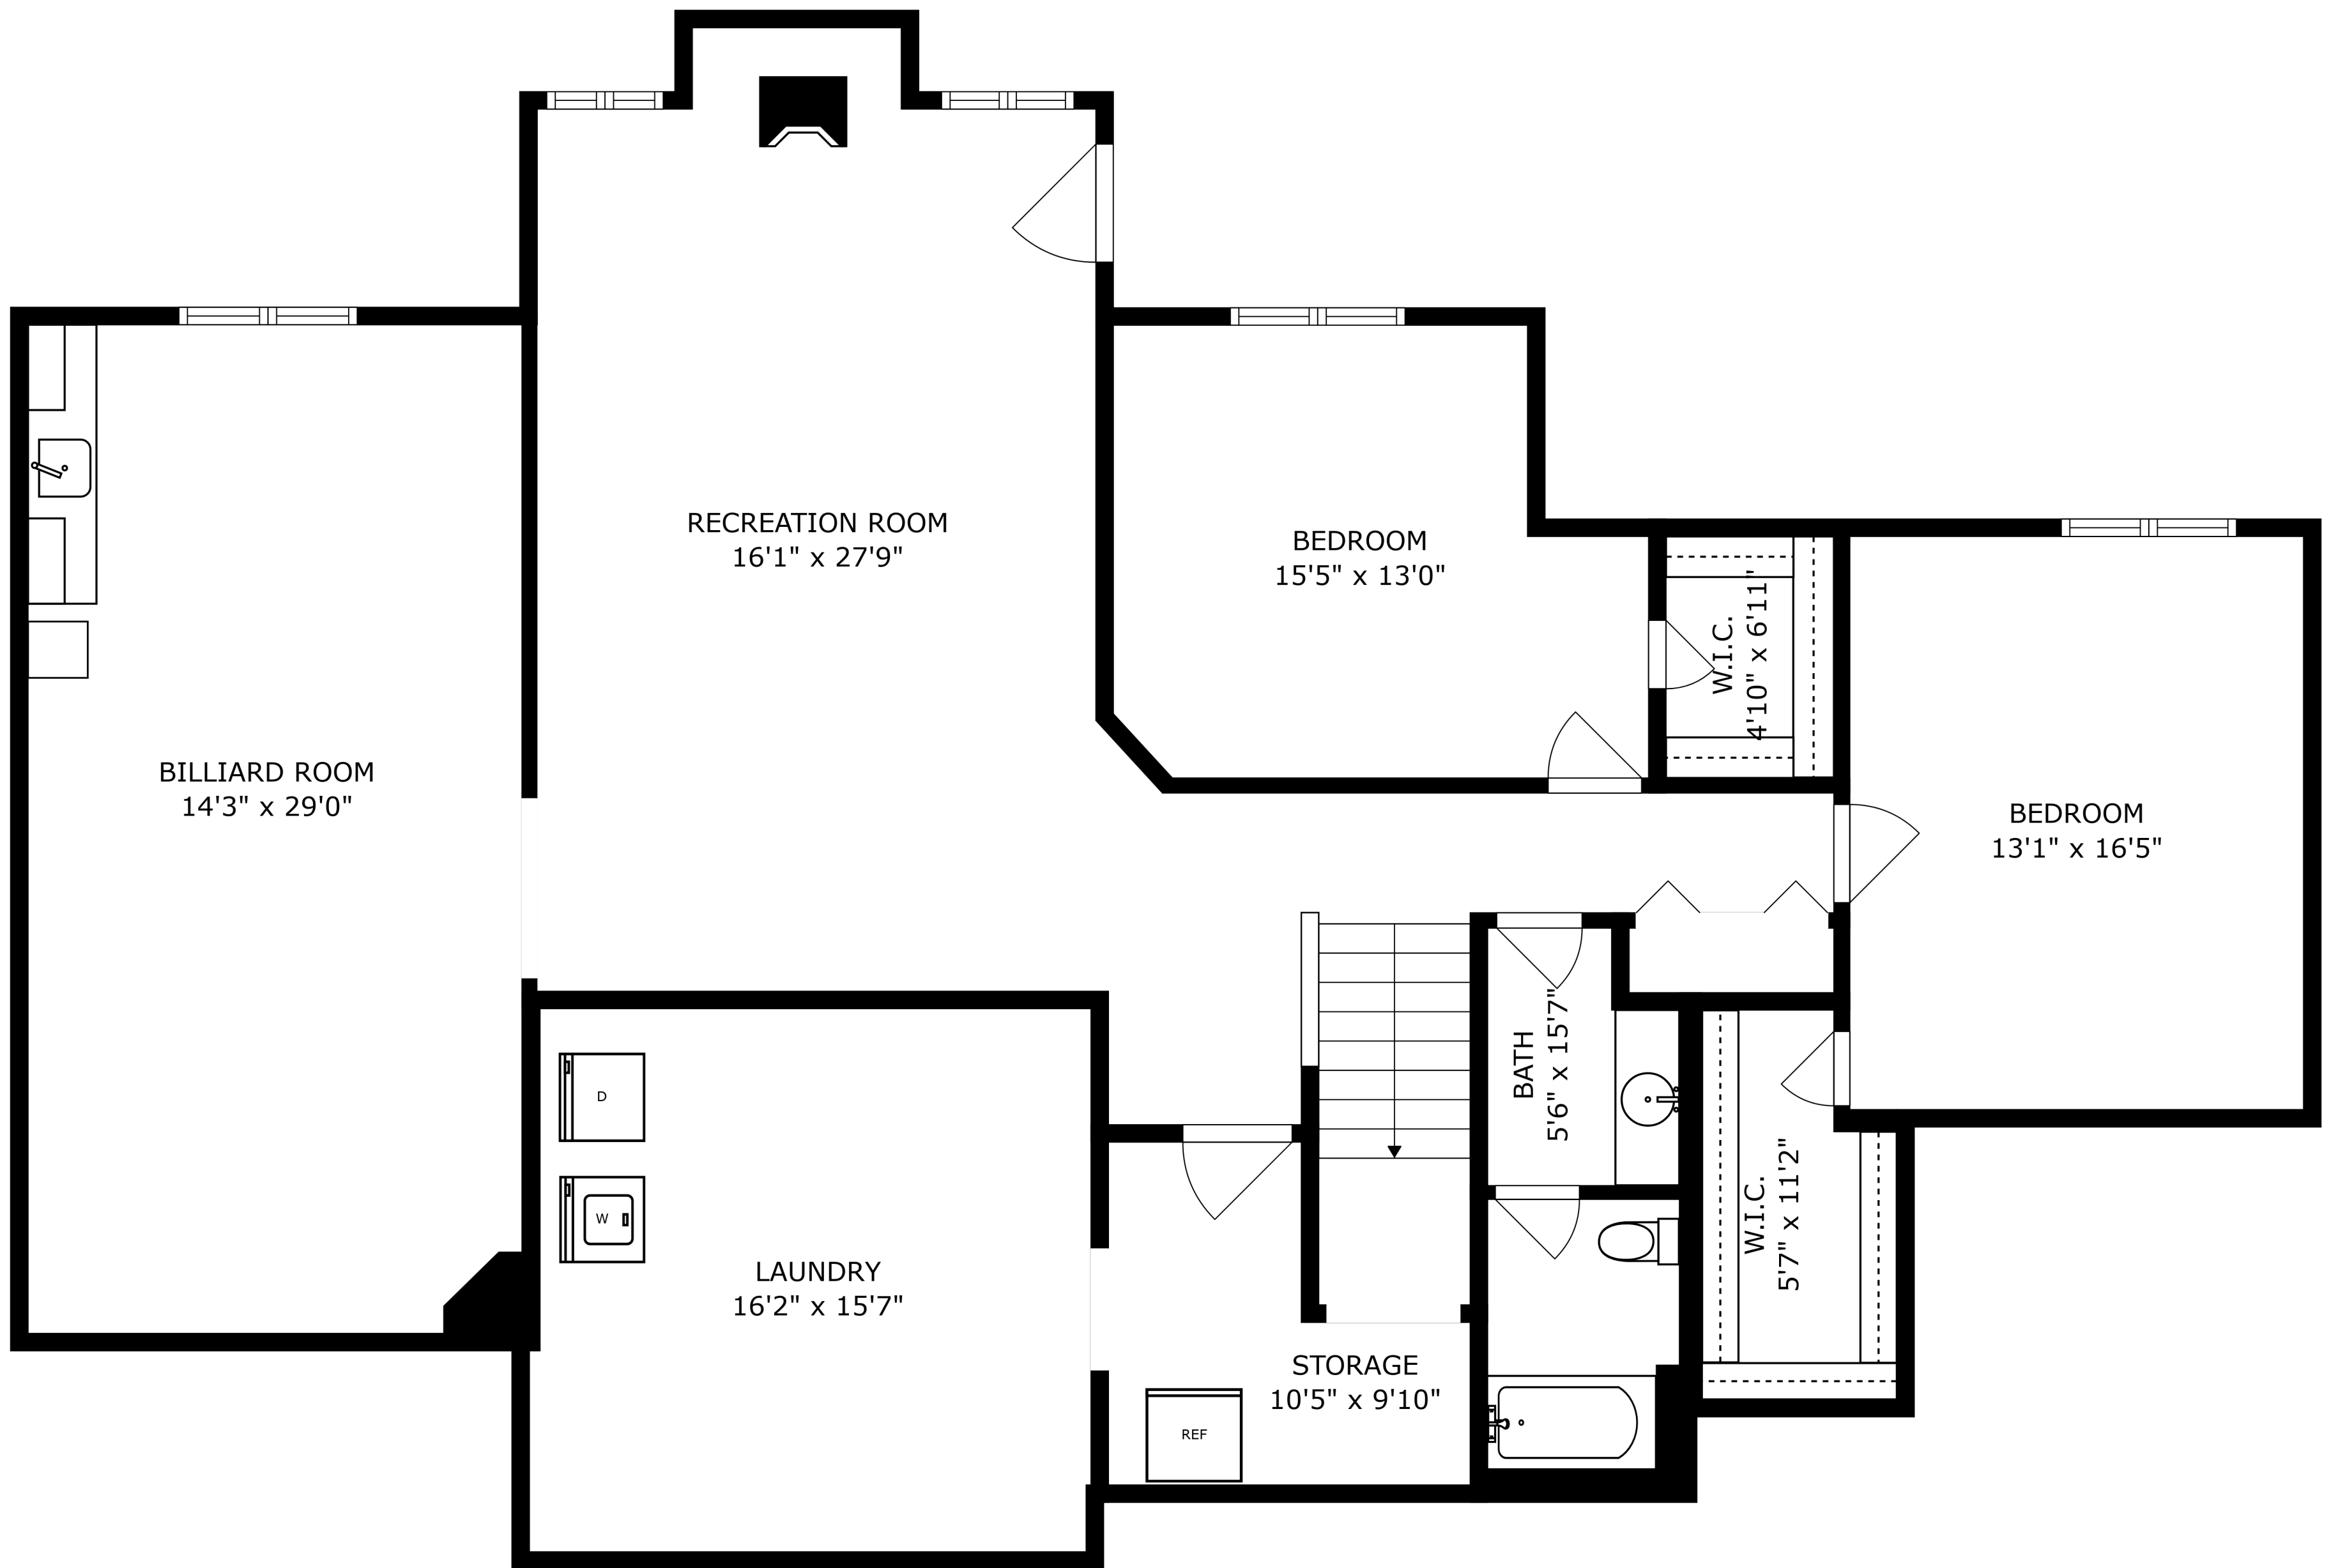 RECREATION ROOM
16'1" x 27'9"
BEDROOM
15'5" x 13'0"
W.I.C.
4'10" x 6'11"
BILLIARD ROOM
14'3" x 29'0"
BEDROOM
13'1" x 16'5"
D
W
BATH
5'6" x 15'7"
W.I.C.
5'7" x 11'2"
LAUNDRY
16'2" x 15'7"
STORAGE
10'5" x 9'10"
REF